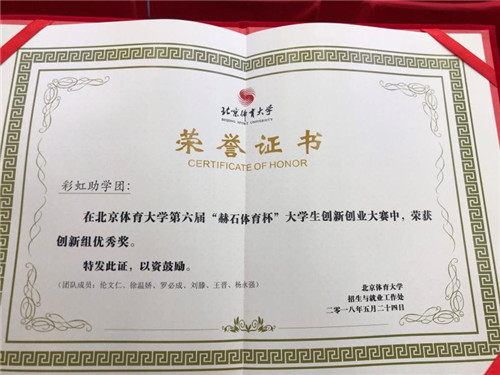 北京体育大学
BEIJING SPORT UNIVERSITY
荣誉证书
CERTIFICATE OF HONOR
彩虹助学团：
在北京体育大学第六届“赫石体育杯”大学生创新创业大赛中，荣获
创新组优秀奖。
特发此证，以资鼓励。
（团队成员：伦文仁、徐温娇、罗必成、刘滕、王晋、杨永强）
北京体育大学
招生与就业工作处
二〇一八年五月二十四日